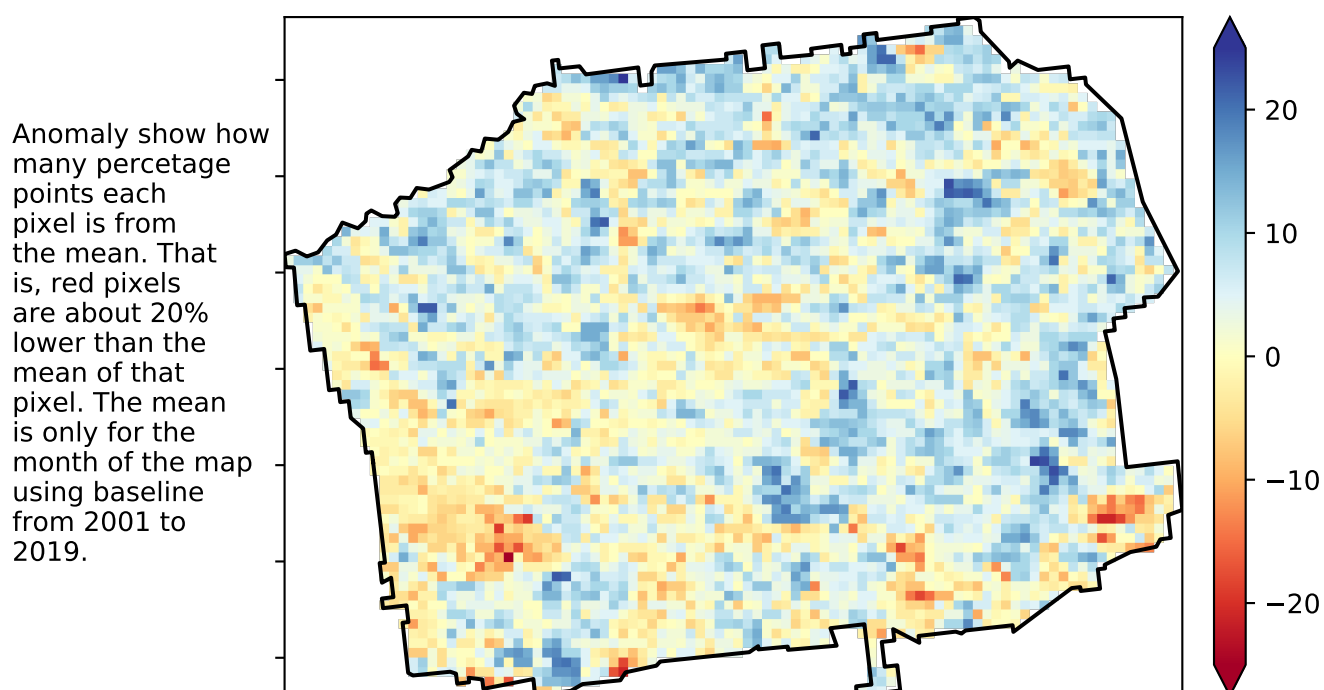 Anomaly show how
many percetage
points each
pixel is from
the mean. That
is, red pixels
are about 20%
lower than the
mean of that
pixel. The mean
is only for the
month of the map
using baseline
from 2001 to
2019.
20
10
0
−10
−20